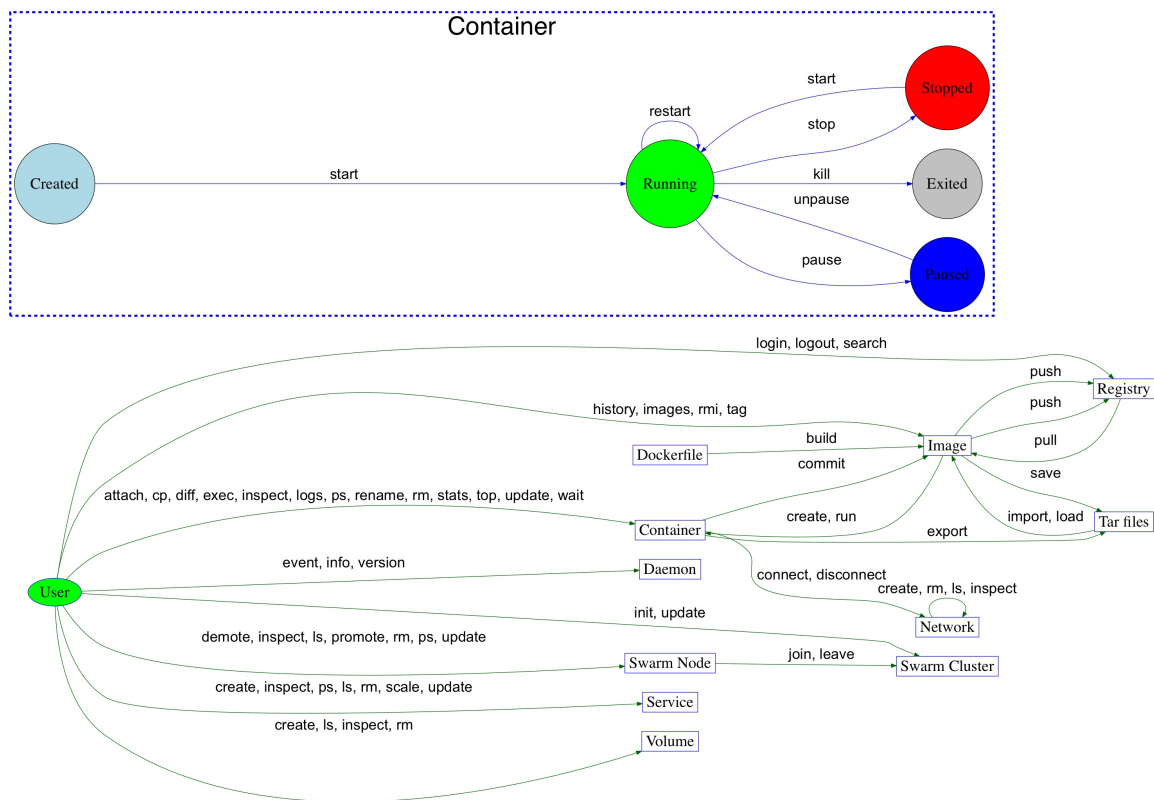 Container
start
Stopped
restart
stop
Created
start
Running
kill
Exited
unpause
pause
Paused
login, logout, search
push
Registry
history, images, rmi, tag
push
build
Image
pull
Dockerfile
commit
save
attach, cp, diff, exec, inspect, logs, ps, rename, rm, stats, top, update, wait
create, run
import, load
Tar files
Container
export
event, info, version
Daemon
connect, disconnect
create, rm, ls, inspect
User
init, update
Network
demote, inspect, ls, promote, rm, ps, update
join, leave
Swarm Node
Swarm Cluster
create, inspect, ps, ls, rm, scale, update
Service
create, ls, inspect, rm
Volume